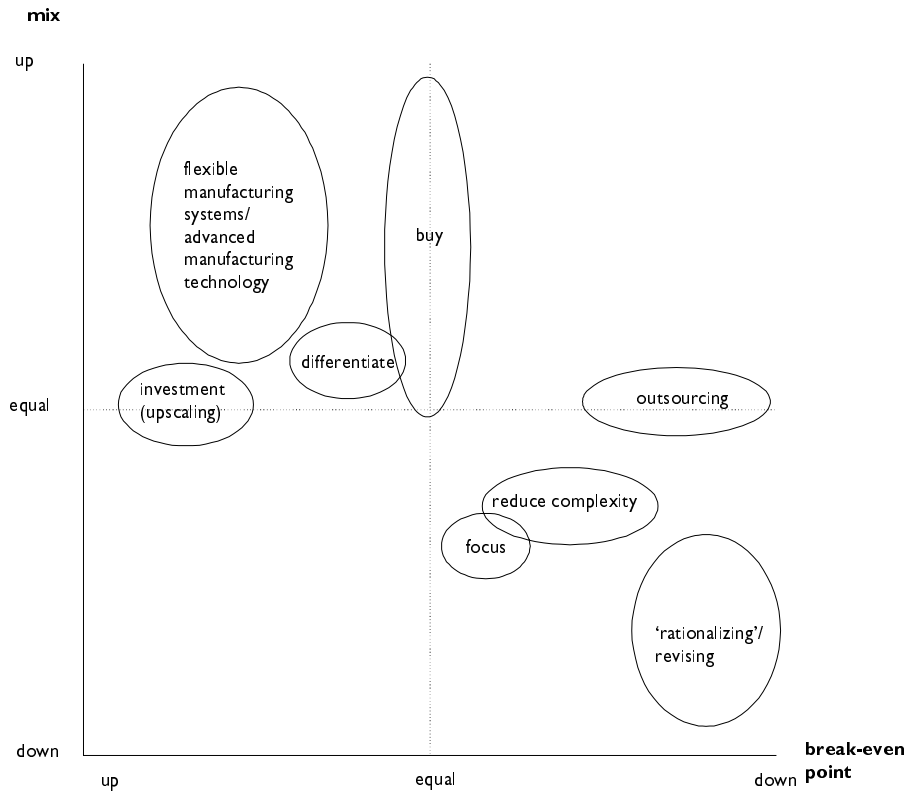 mix
up
flexible
manufacturing
systems/
advanced
manufacturing
technology
buy
differentiate
investment
(upscaling)
equal
outsourcing
reduce complexity
focus
‘rationalizing’/
revising
down
break-even
point
up
equal
down